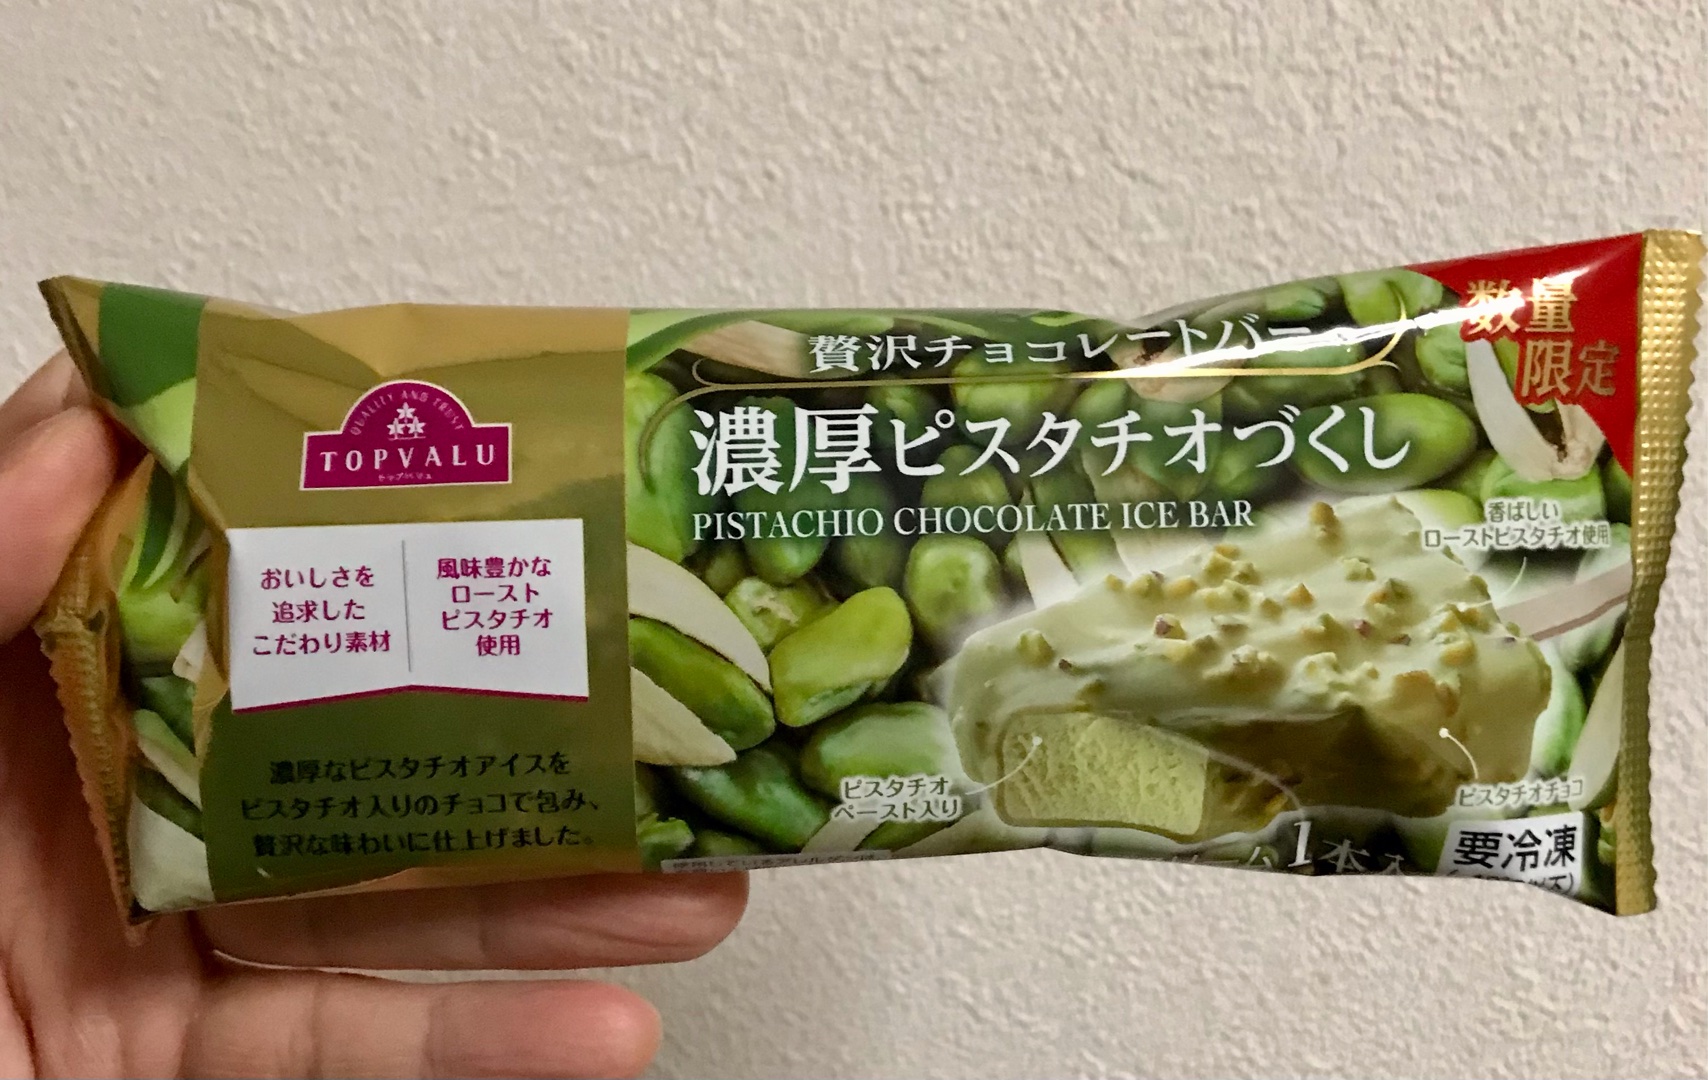 QUALITY AND TRUST
TOPVALU
トップバリュ
おいしさを
追求した
こだわり素材
風味豊かな
ロースト
ピスタチオ
使用
濃厚なピスタチオアイスを
ピスタチオ入りのチョコで包み、
贅沢な味わいに仕上げました。
贅沢チョコレートバー
濃厚ピスタチオづくし
PISTACHIO CHOCOLATE ICE BAR
数量
限定
香ばしい
ローストピスタチオ使用
ピスタチオ
ペースト入り
ピスタチオチョコ
1本入
要冷凍